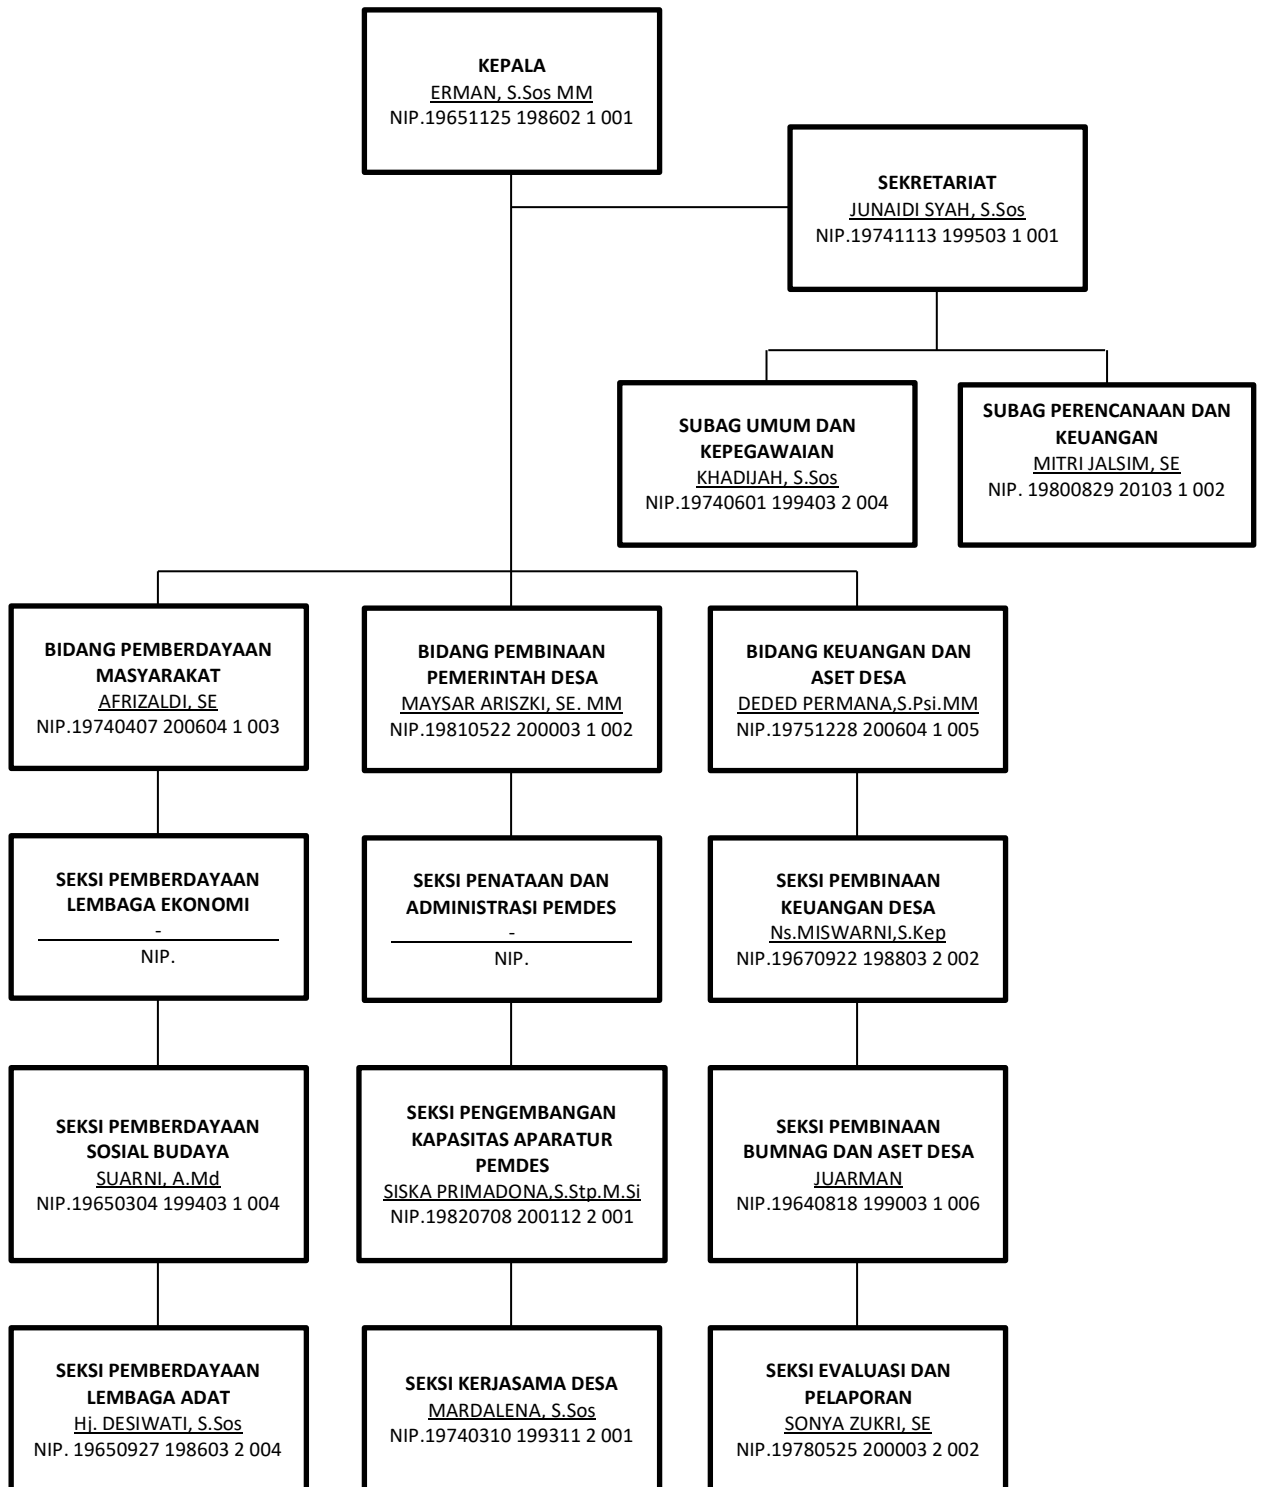 KEPALA
ERMAN, S.Sos MM
NIP.19651125 198602 1 001
SEKRETARIAT
JUNAIDI SYAH, S.Sos
NIP.19741113 199503 1 001
SUBAG UMUM DAN
KEPEGAWAIAN
KHADIJAH, S.Sos
NIP.19740601 199403 2 004
SUBAG PERENCANAAN DAN
KEUANGAN
MITRI JALSIM, SE
NIP. 19800829 20103 1 002
BIDANG PEMBERDAYAAN
MASYARAKAT
AFRIZALDI, SE
NIP.19740407 200604 1 003
BIDANG PEMBINAAN
PEMERINTAH DESA
MAYSAR ARISZKI, SE. MM
NIP.19810522 200003 1 002
BIDANG KEUANGAN DAN
ASET DESA
DEDED PERMANA,S.Psi.MM
NIP.19751228 200604 1 005
SEKSI PEMBERDAYAAN
LEMBAGA EKONOMI
-
NIP.
SEKSI PENATAAN DAN
ADMINISTRASI PEMDES
-
NIP.
SEKSI PEMBINAAN
KEUANGAN DESA
Ns.MISWARNI,S.Kep
NIP.19670922 198803 2 002
SEKSI PEMBERDAYAAN
SOSIAL BUDAYA
SUARNI, A.Md
NIP.19650304 199403 1 004
SEKSI PENGEMBANGAN
KAPASITAS APARATUR
PEMDES
SISKA PRIMADONA,S.Stp.M.Si
NIP.19820708 200112 2 001
SEKSI PEMBINAAN
BUMNAG DAN ASET DESA
JUARMAN
NIP.19640818 199003 1 006
SEKSI PEMBERDAYAAN
LEMBAGA ADAT
Hj. DESIWATI, S.Sos
NIP. 19650927 198603 2 004
SEKSI KERJASAMA DESA
MARDALENA, S.Sos
NIP.19740310 199311 2 001
SEKSI EVALUASI DAN
PELAPORAN
SONYA ZUKRI, SE
NIP.19780525 200003 2 002